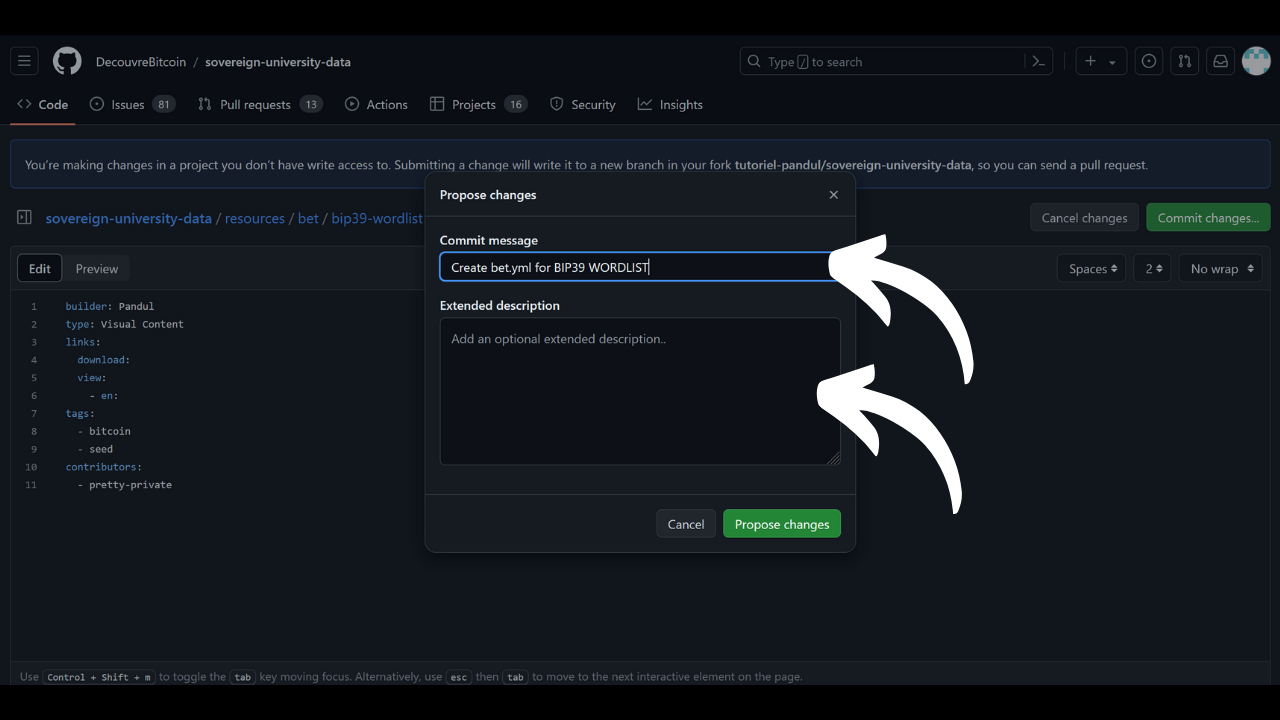 DecouvreBitcoin / sovereign-university-data
Type / to search
Code
Issues 81
Pull requests 13
Actions
Projects 16
Security
Insights
You're making changes in a project you don't have write access to. Submitting a change will write it to a new branch in your fork tutoriel-pandul/sovereign-university-data, so you can send a pull request.
sovereign-university-data / resources / bet / bip39-wordlist
Cancel changes
Commit changes...
Edit
Preview
Spaces
2
No wrap
1 builder: Pandul
2 type: Visual Content
3 links:
4 download:
5 view:
6 - en:
7 tags:
8 - bitcoin
9 - seed
10 contributors:
11 - pretty-private
Propose changes
Commit message
Create bet.yml for BIP39 WORDLIST
Extended description
Add an optional extended description..
Cancel
Propose changes
Use Control + Shift + m to toggle the tab key moving focus. Alternatively, use esc then tab to move to the next interactive element on the page.